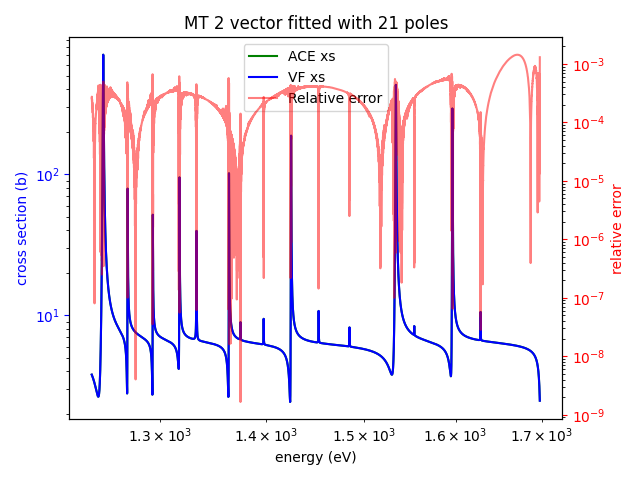 MT 2 vector fitted with 21 poles
ACE xs
VF xs
Relative error
10²
10¹
cross section (b)
10⁻³
10⁻⁴
10⁻⁵
10⁻⁶
10⁻⁷
10⁻⁸
10⁻⁹
relative error
1.3 × 10³ 1.4 × 10³ 1.5 × 10³ 1.6 × 10³ 1.7 × 10³
energy (eV)